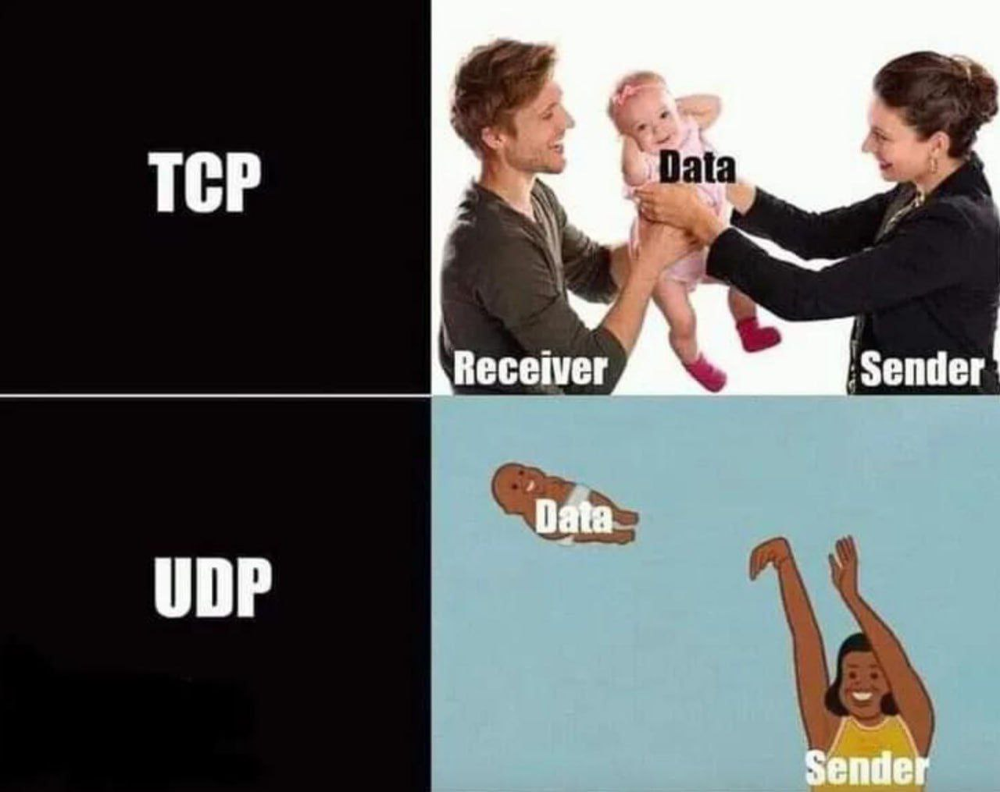 TCP
Data
Receiver
Sender
UDP
Data
Sender